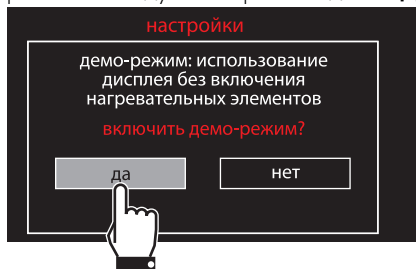 настройки
демо-режим: использование
дисплея без включения
нагревательных элементов
включить демо-режим?
да
нет